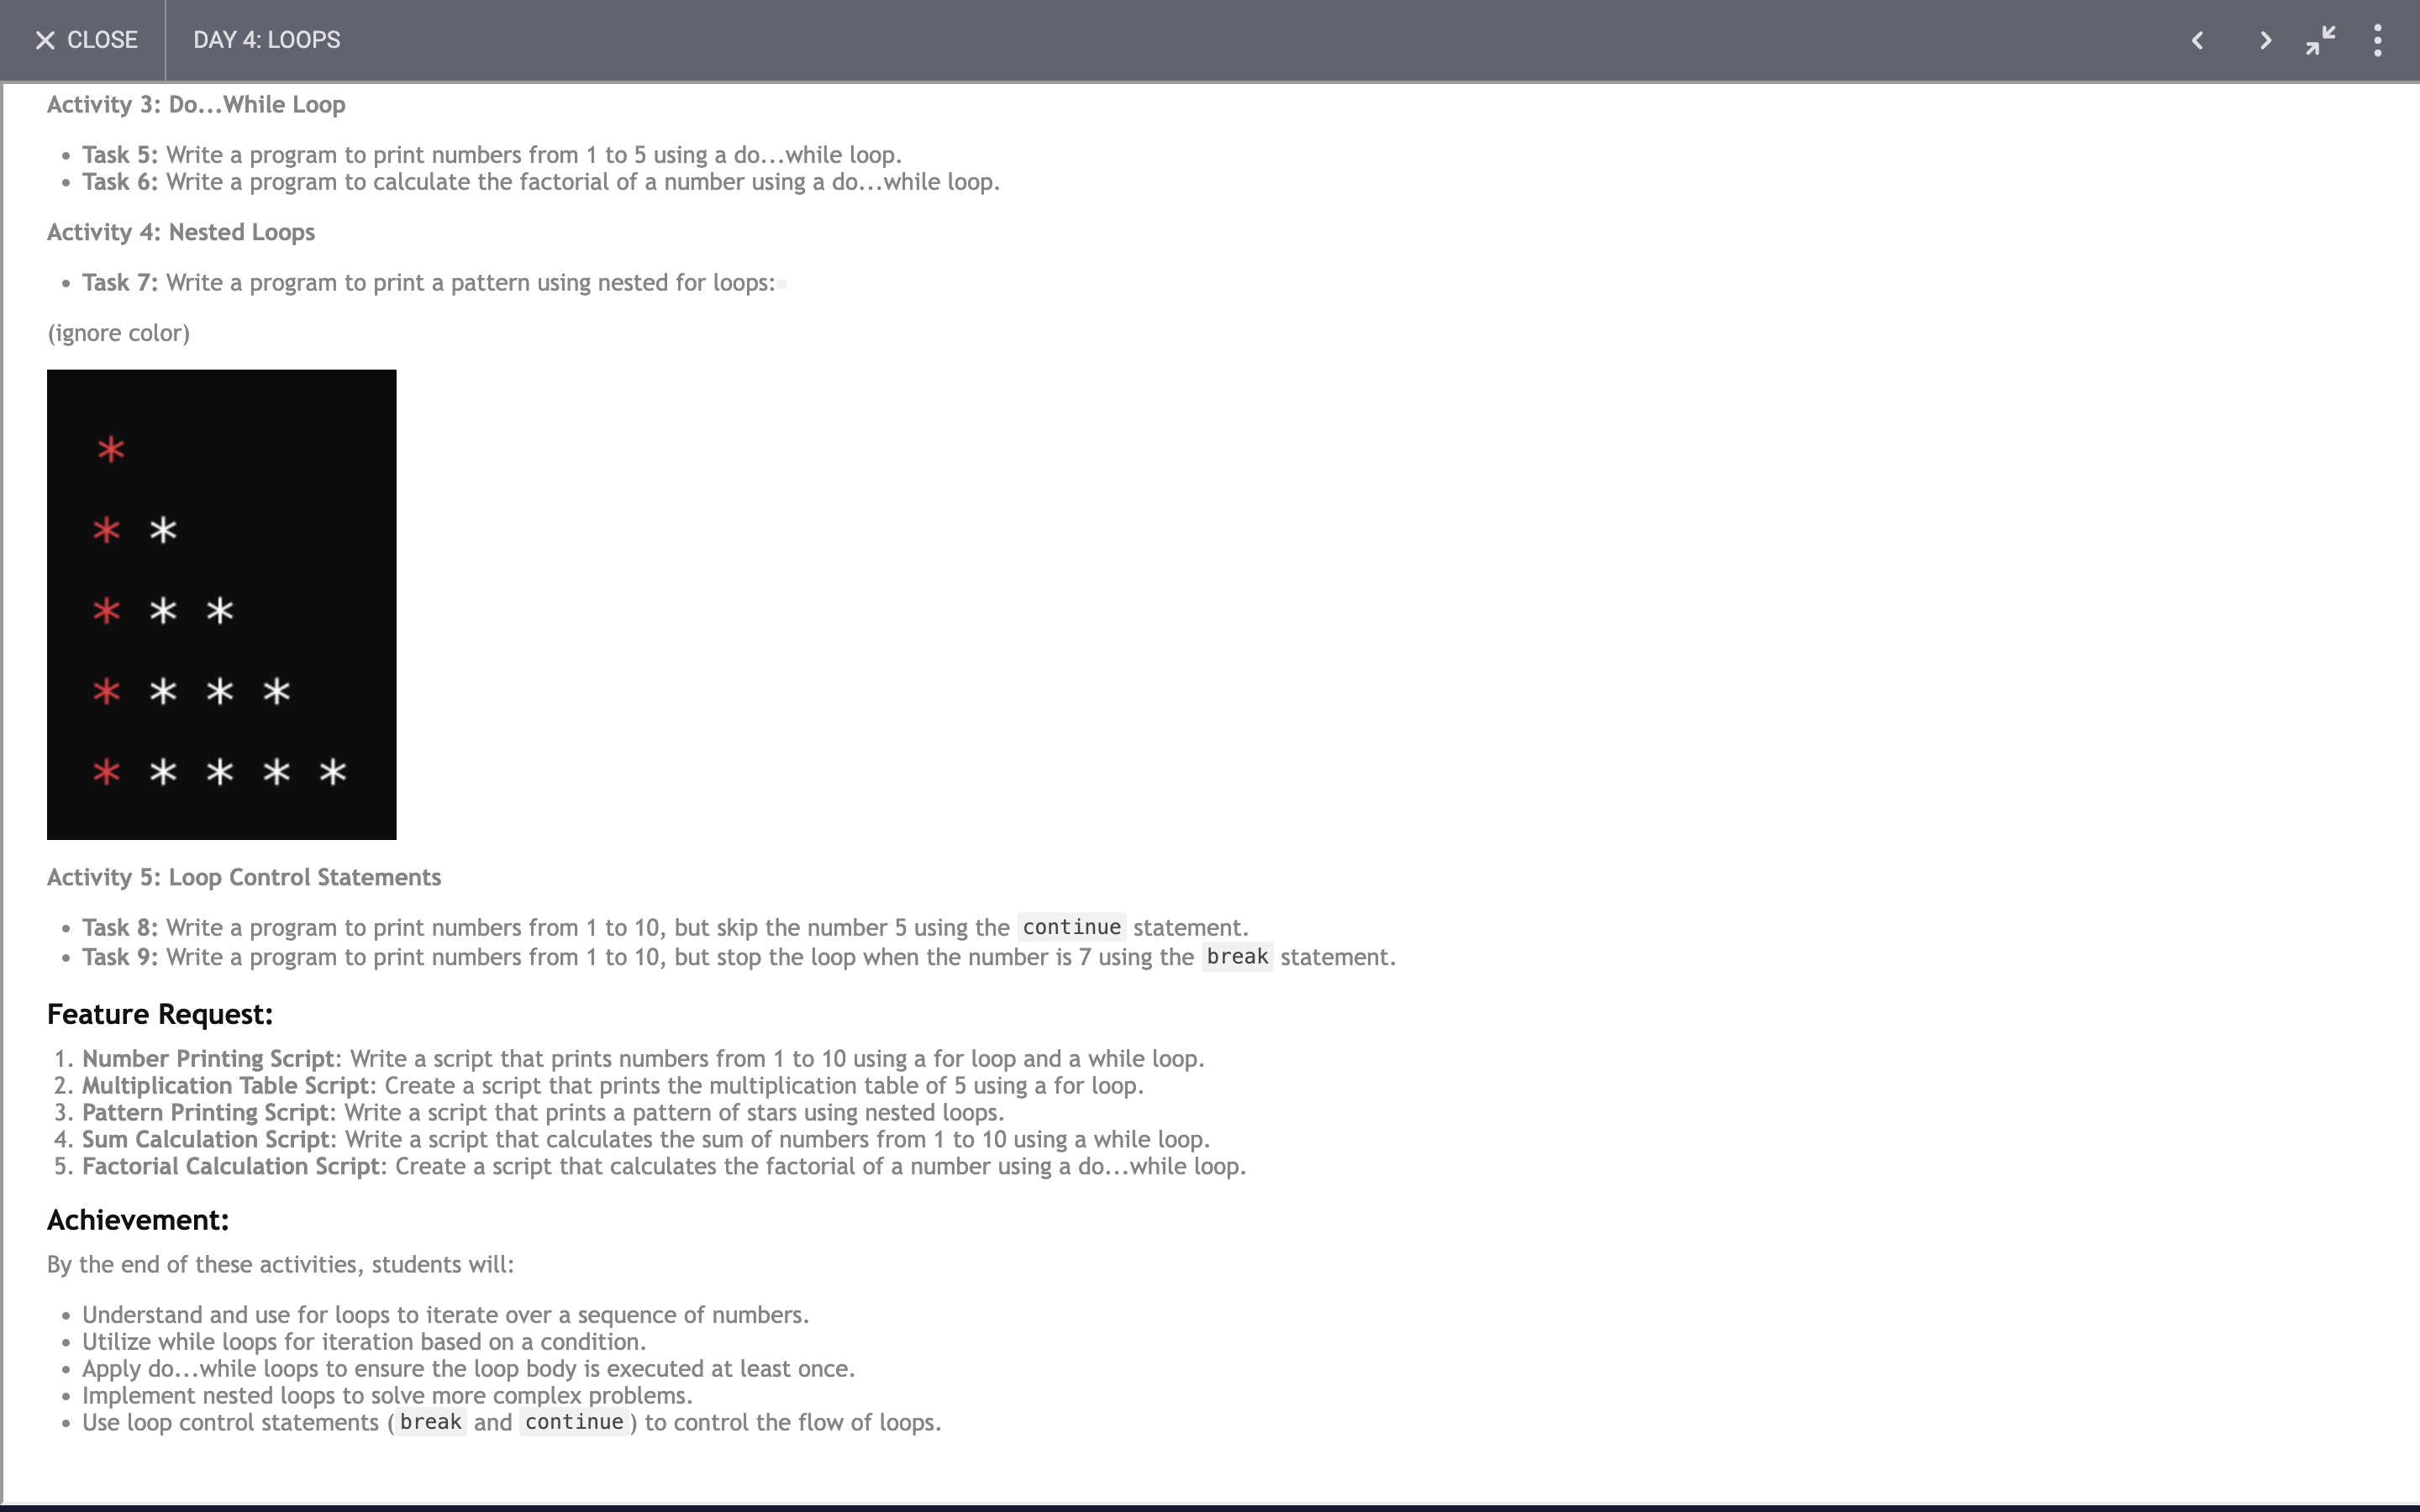 CLOSE DAY 4: LOOPS
Activity 3: Do...While Loop
• Task 5: Write a program to print numbers from 1 to 5 using a do...while loop.
• Task 6: Write a program to calculate the factorial of a number using a do...while loop.
Activity 4: Nested Loops
• Task 7: Write a program to print a pattern using nested for loops:
(ignore color)
*
* *
* * *
* * * *
* * * * *
Activity 5: Loop Control Statements
• Task 8: Write a program to print numbers from 1 to 10, but skip the number 5 using the continue statement.
• Task 9: Write a program to print numbers from 1 to 10, but stop the loop when the number is 7 using the break statement.
Feature Request:
1. Number Printing Script: Write a script that prints numbers from 1 to 10 using a for loop and a while loop.
2. Multiplication Table Script: Create a script that prints the multiplication table of 5 using a for loop.
3. Pattern Printing Script: Write a script that prints a pattern of stars using nested loops.
4. Sum Calculation Script: Write a script that calculates the sum of numbers from 1 to 10 using a while loop.
5. Factorial Calculation Script: Create a script that calculates the factorial of a number using a do...while loop.
Achievement:
By the end of these activities, students will:
• Understand and use for loops to iterate over a sequence of numbers.
• Utilize while loops for iteration based on a condition.
• Apply do...while loops to ensure the loop body is executed at least once.
• Implement nested loops to solve more complex problems.
• Use loop control statements (break and continue) to control the flow of loops.